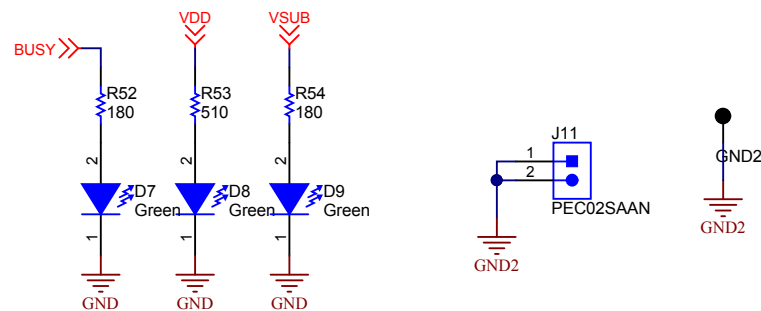 VDD
VSUB
BUSY
R52
180
R53
510
R54
180
2
2
2
D7
Green
D8
Green
D9
Green
1
1
1
GND
GND
GND
J11
1
2
PEC02SAAN
GND2
GND2
GND2